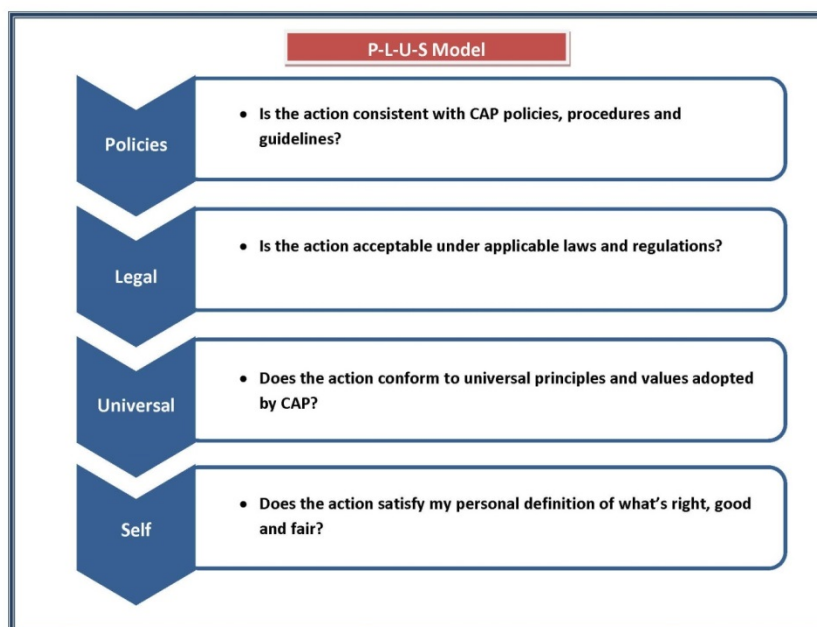 P-L-U-S Model
Policies
• Is the action consistent with CAP policies, procedures and
guidelines?
Legal
• Is the action acceptable under applicable laws and regulations?
Universal
• Does the action conform to universal principles and values adopted
by CAP?
Self
• Does the action satisfy my personal definition of what's right, good
and fair?